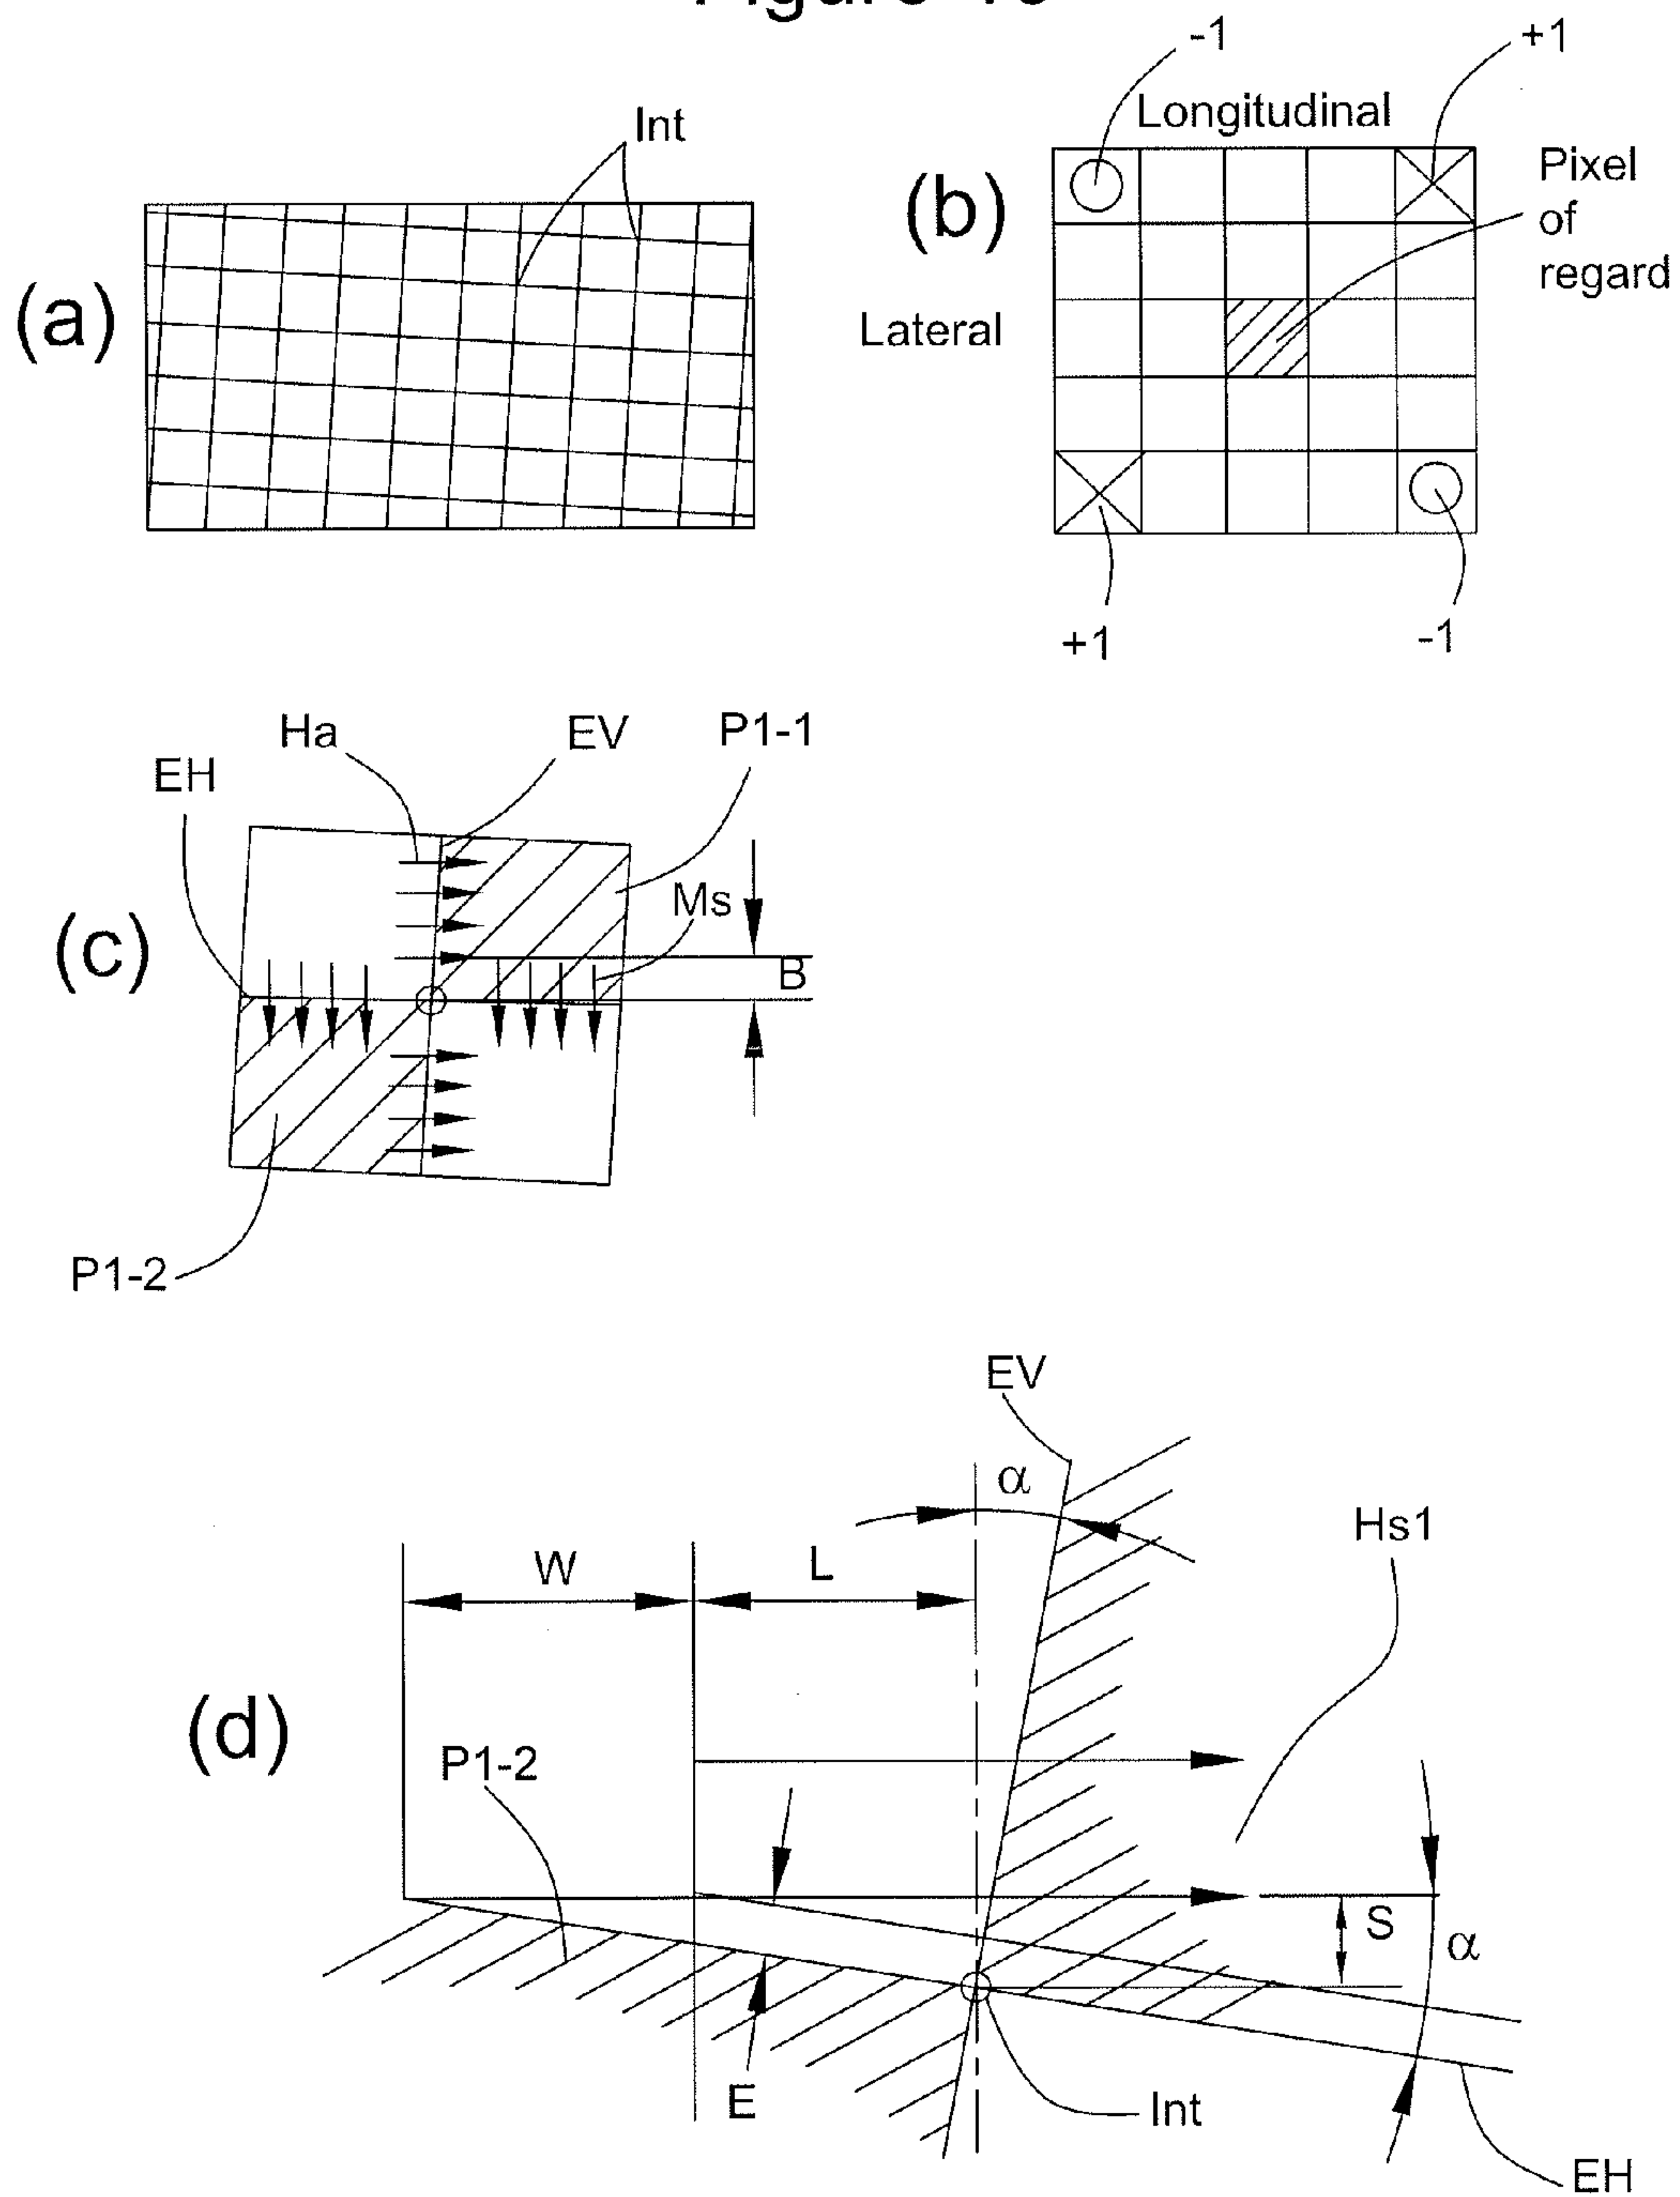 (a)
Int
(b)
-1
+1
Longitudinal
Lateral
Pixel
of
regard
+1
-1
(c)
EH
Ha
EV
P1-1
Ms
B
P1-2
(d)
EV
α
W
L
Hs1
P1-2
S
α
E
Int
EH